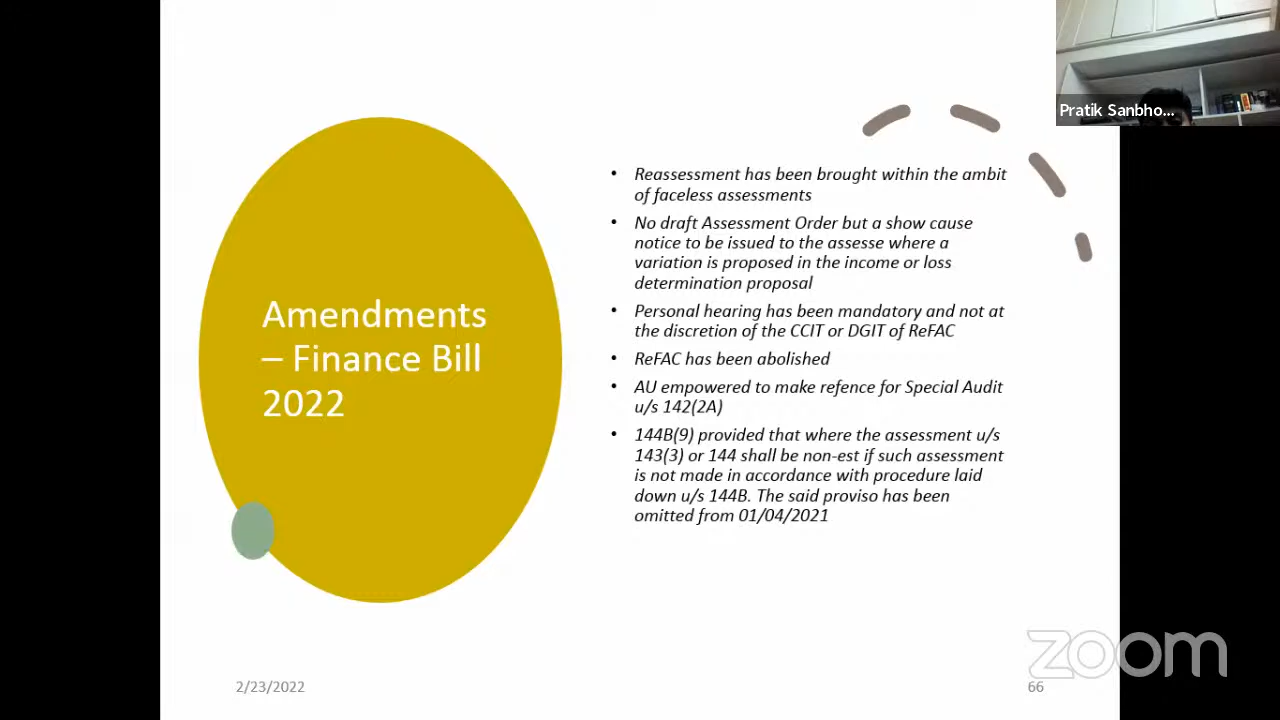 Pratik Sanbho...
Amendments
– Finance Bill
2022
• Reassessment has been brought within the ambit
of faceless assessments
• No draft Assessment Order but a show cause
notice to be issued to the assesse where a
variation is proposed in the income or loss
determination proposal
• Personal hearing has been mandatory and not at
the discretion of the CCIT or DGIT of ReFAC
• ReFAC has been abolished
• AU empowered to make refence for Special Audit
u/s 142(2A)
• 144B(9) provided that where the assessment u/s
143(3) or 144 shall be non-est if such assessment
is not made in accordance with procedure laid
down u/s 144B. The said proviso has been
omitted from 01/04/2021
2/23/2022
66
zoom